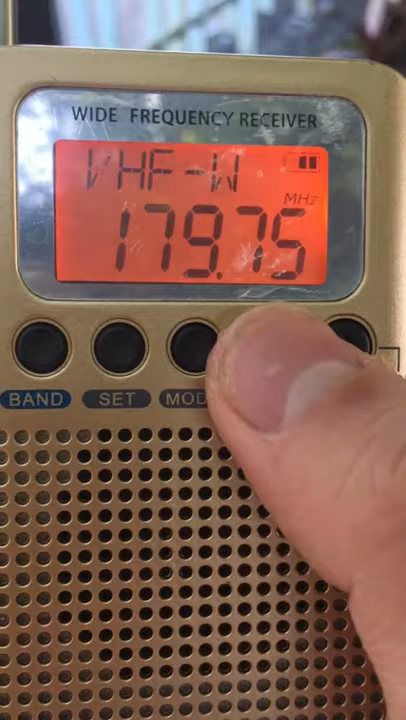 WIDE FREQUENCY RECEIVER
VHF-W
MHz
179.75
BAND SET